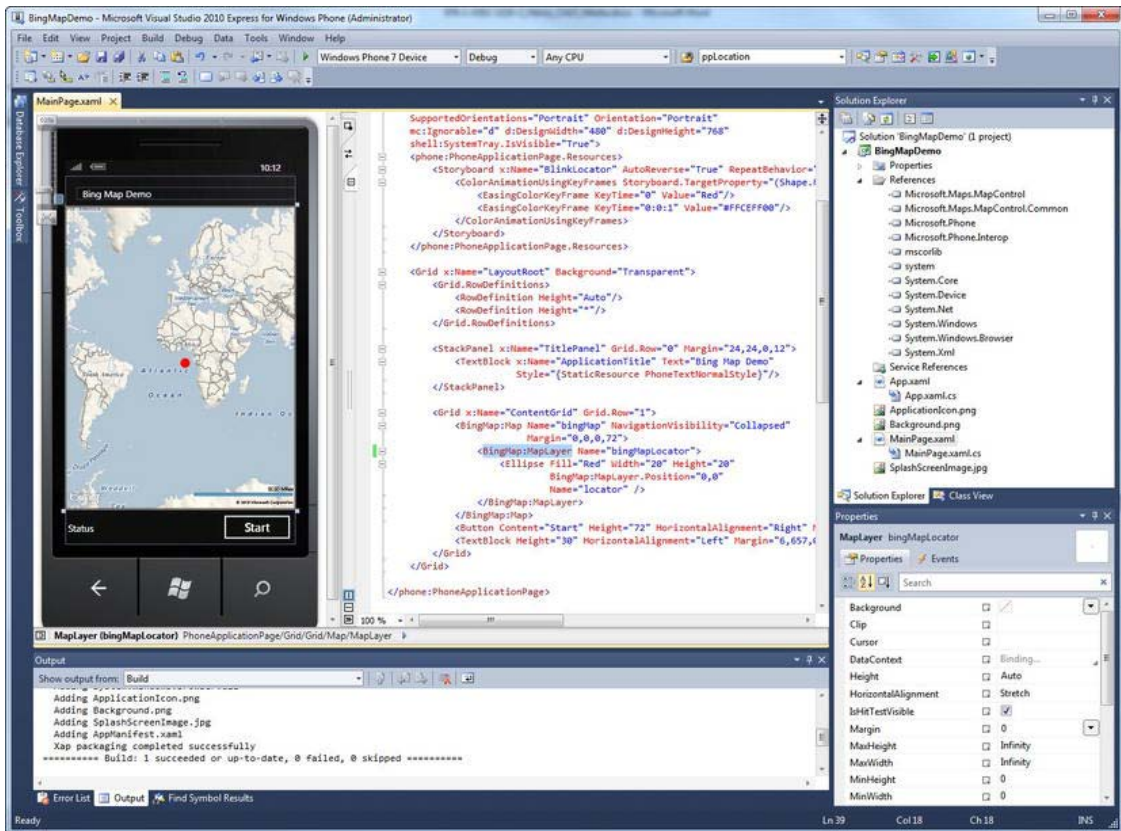 BingMapDemo - Microsoft Visual Studio 2010 Express for Windows Phone (Administrator)
File Edit View Project Build Debug Data Tools Window Help
Windows Phone 7 Device Debug Any CPU ppLocation
Database Explorer
Toolbox
MainPage.xaml
10:12
Bing Map Demo
Europe
South America
Atlantic
Ocean
Indian Oc
Status
Start
SupportedOrientations="Portrait" Orientation="Portrait"
mc:Ignorable="d" d:DesignWidth="480" d:DesignHeight="768"
shell:SystemTray.IsVisible="True">
<phone:PhoneApplicationPage.Resources>
<Storyboard x:Name="BlinkLocator" AutoReverse="True" RepeatBehavior="
<ColorAnimationUsingKeyFrames Storyboard.TargetProperty="(Shape.
<EasingColorKeyFrame KeyTime="0" Value="Red"/>
<EasingColorKeyFrame KeyTime="0:0:1" Value="#FFCEFF00"/>
</ColorAnimationUsingKeyFrames>
</Storyboard>
</phone:PhoneApplicationPage.Resources>
<Grid x:Name="LayoutRoot" Background="Transparent">
<Grid.RowDefinitions>
<RowDefinition Height="Auto"/>
<RowDefinition Height="*"/>
</Grid.RowDefinitions>
<StackPanel x:Name="TitlePanel" Grid.Row="0" Margin="24,24,0,12">
<TextBlock x:Name="ApplicationTitle" Text="Bing Map Demo"
Style="{StaticResource PhoneTextNormalStyle}"/>
</StackPanel>
<Grid x:Name="ContentGrid" Grid.Row="1">
<BingMap:Map Name="bingMap" NavigationVisibility="Collapsed"
Margin="0,0,0,72">
<BingMap:MapLayer Name="bingMapLocator">
<Ellipse Fill="Red" Width="20" Height="20"
BingMap:MapLayer.Position="0,0"
Name="locator" />
</BingMap:MapLayer>
</BingMap:Map>
<Button Content="Start" Height="72" HorizontalAlignment="Right"
<TextBlock Height="30" HorizontalAlignment="Left" Margin="6,657,
</Grid>
</Grid>
</phone:PhoneApplicationPage>
100 %
MapLayer (bingMapLocator) PhoneApplicationPage/Grid/Grid/Map/MapLayer
Output
Show output from: Build
Adding ApplicationIcon.png
Adding Background.png
Adding SplashScreenImage.jpg
Adding AppManifest.xaml
Xap packaging completed successfully
========== Build: 1 succeeded or up-to-date, 0 failed, 0 skipped ==========
Error List Output Find Symbol Results
Solution Explorer
Solution 'BingMapDemo' (1 project)
BingMapDemo
Properties
References
Microsoft.Maps.MapControl
Microsoft.Maps.MapControl.Common
Microsoft.Phone
Microsoft.Phone.Interop
mscorlib
system
System.Core
System.Device
System.Net
System.Windows
System.Windows.Browser
System.Xml
Service References
App.xaml
App.xaml.cs
ApplicationIcon.png
Background.png
MainPage.xaml
MainPage.xaml.cs
SplashScreenImage.jpg
Solution Explorer Class View
Properties
MapLayer bingMapLocator
Properties Events
Search
Background
Clip
Cursor
DataContext Binding...
Height Auto
HorizontalAlignment Stretch
IsHitTestVisible
Margin 0
MaxHeight Infinity
MaxWidth Infinity
MinHeight 0
MinWidth 0
Ready Ln 39 Col 18 Ch 18 INS